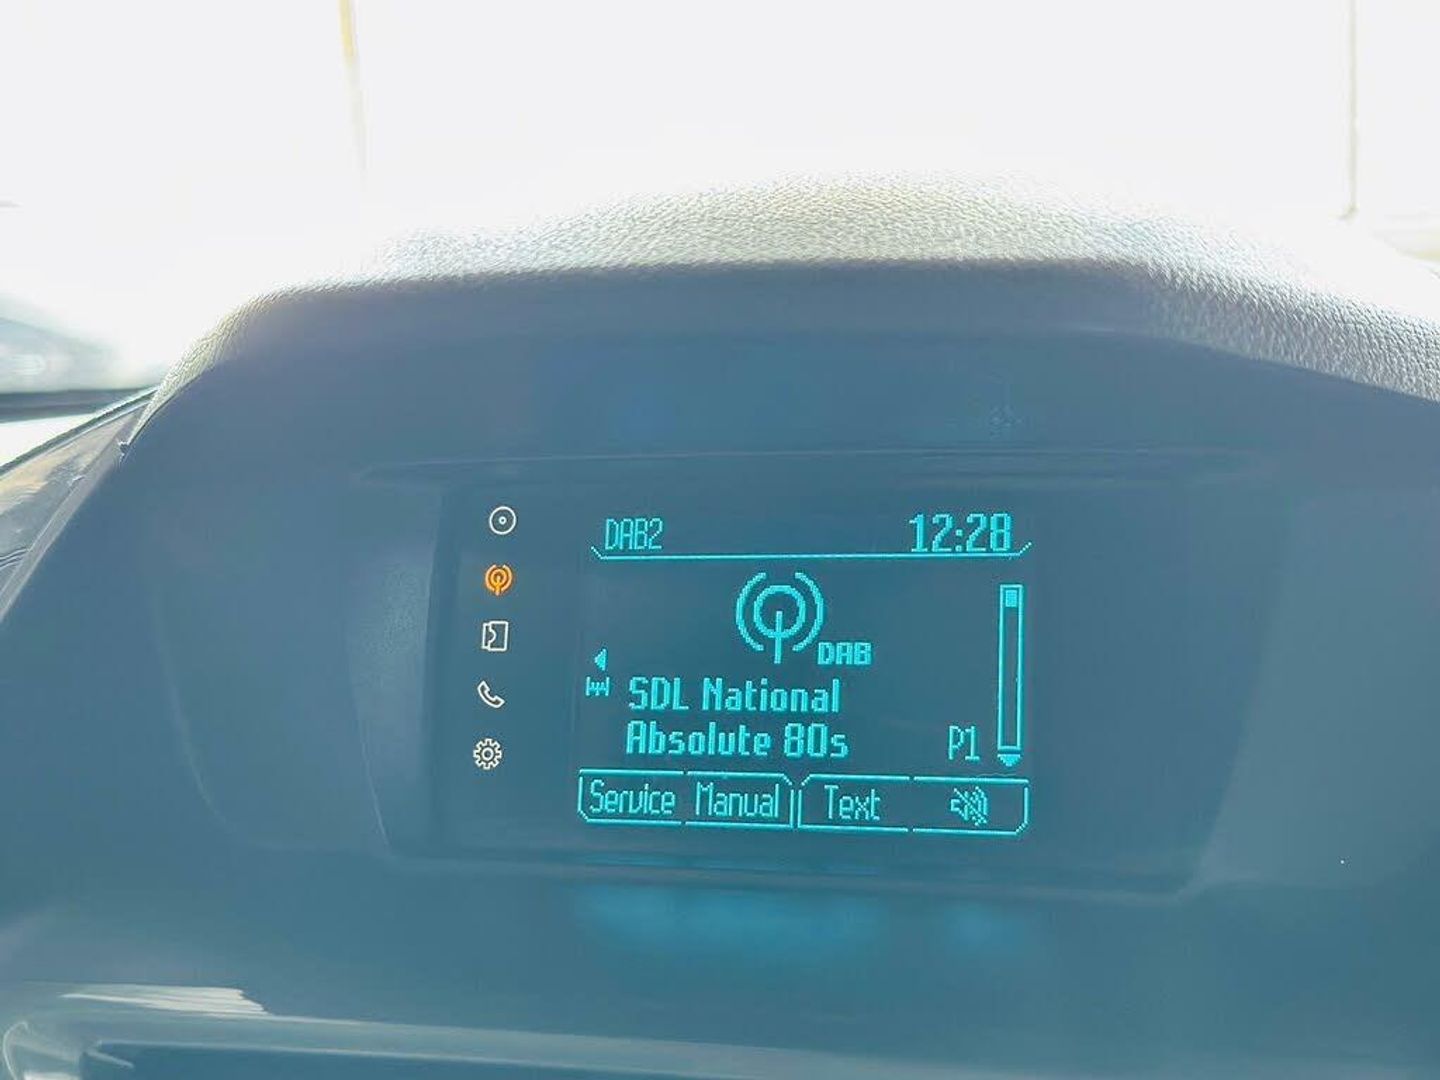 DAB2 12:28
DAB
SDL National
Absolute 80s P1
Service Manual Text